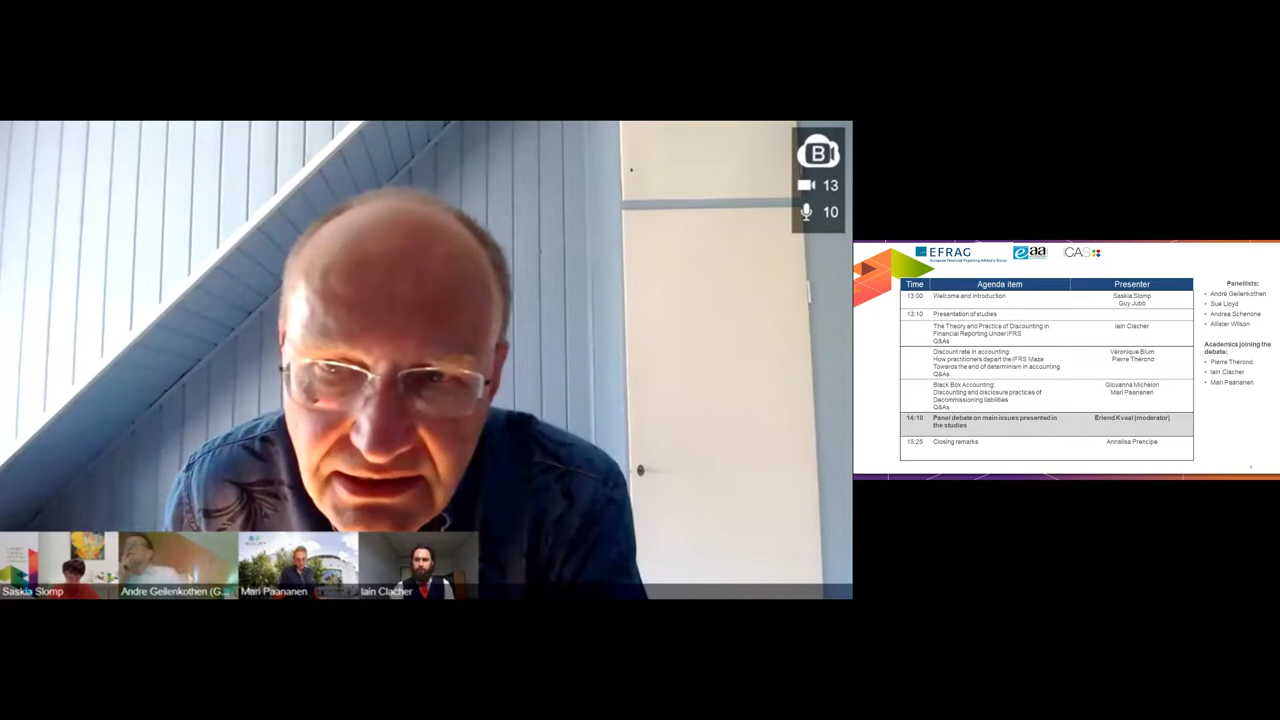 B
13
10
Saskia Slomp
Andre Geilenkothen (G...
Mari Paananen
Iain Clacher
EFRAG
European Financial Reporting Advisory Group
eaa
ICAS
Time Agenda item Presenter
13:00 Welcome and introduction Saskia Slomp
Guy Jubb
13:10 Presentation of studies
The Theory and Practice of Discounting in Iain Clacher
Financial Reporting Under IFRS
Q&As
Discount rate in accounting: Véronique Blum
How practitioners depart the IFRS Maze Pierre Thérond
Towards the end of determinism in accounting
Q&As
Black Box Accounting: Giovanna Michelon
Discounting and disclosure practices of Mari Paananen
Decommissioning liabilities
Q&As
14:10 Panel debate on main issues presented in Erlend Kvaal (moderator)
the studies
15:25 Closing remarks Annalisa Prencipe
Panellists:
• André Geilenkothen
• Sue Lloyd
• Andrea Schenone
• Allister Wilson
Academics joining the
debate:
• Pierre Thérond
• Iain Clacher
• Mari Paananen